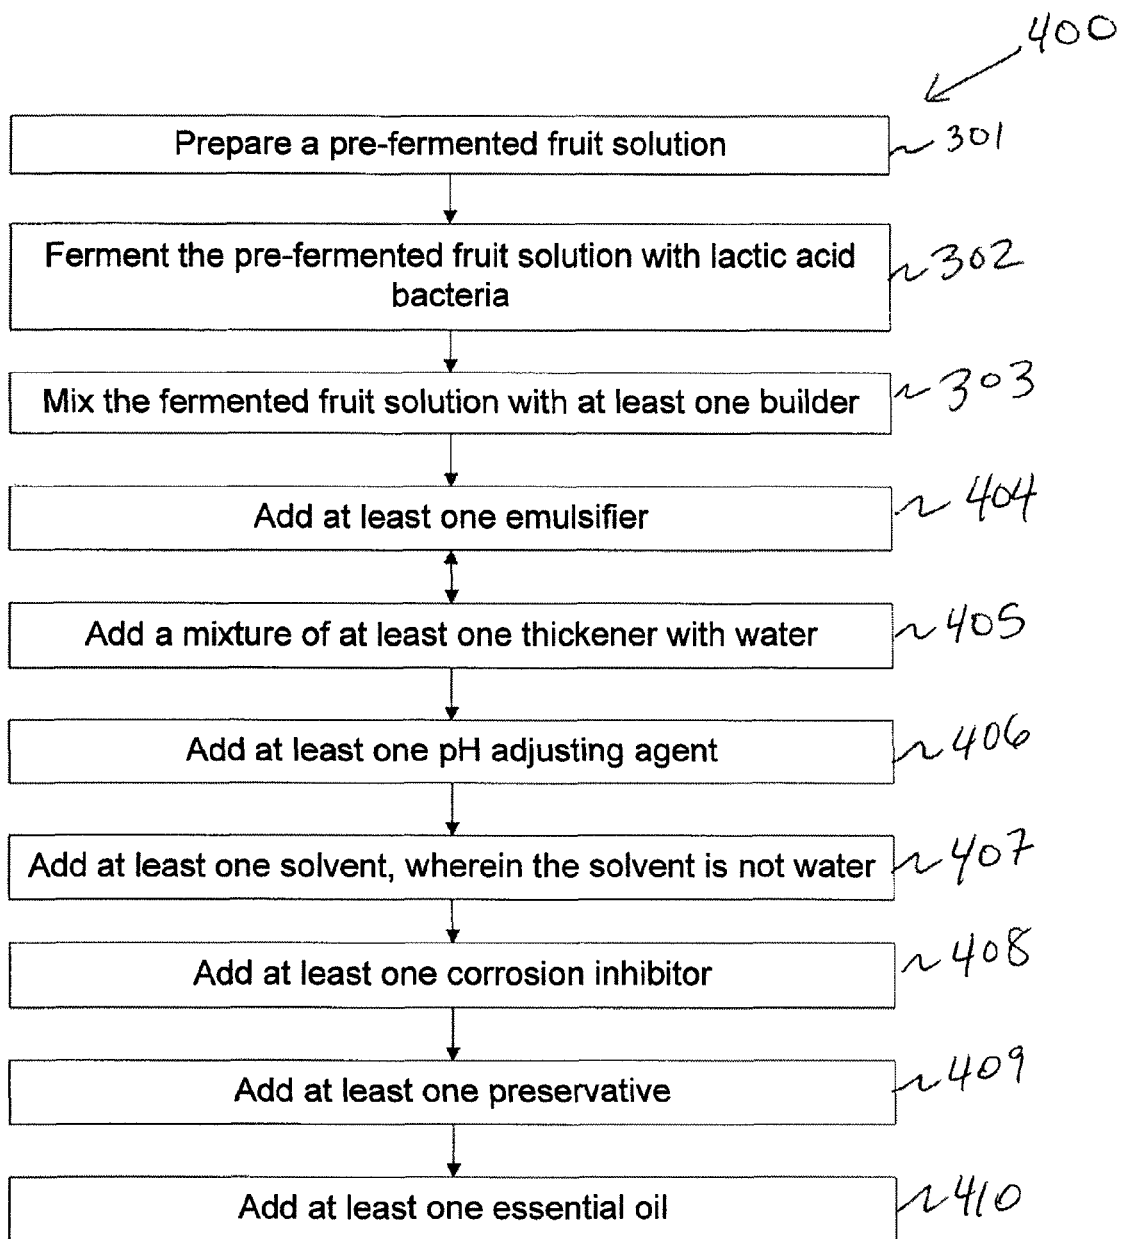 400
Prepare a pre-fermented fruit solution
301
Ferment the pre-fermented fruit solution with lactic acid
bacteria
302
Mix the fermented fruit solution with at least one builder
303
Add at least one emulsifier
404
Add a mixture of at least one thickener with water
405
Add at least one pH adjusting agent
406
Add at least one solvent, wherein the solvent is not water
407
Add at least one corrosion inhibitor
408
Add at least one preservative
409
Add at least one essential oil
410